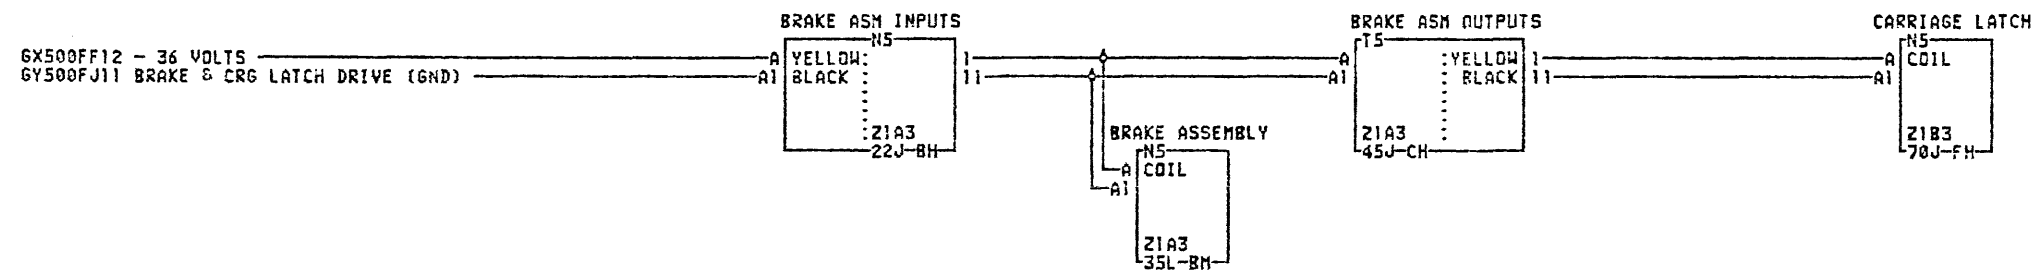 BRAKE ASM INPUTS
N5
GX500FF12 - 36 VOLTS
GY500FJ11 BRAKE & CRG LATCH DRIVE (GND)
A YELLOW: 1
A1 BLACK : 11
:Z1A3
22J-BH
BRAKE ASSEMBLY
N5
A COIL
A1
Z1A3
35L-BM
BRAKE ASM OUTPUTS
T5
A :YELLOW 1
A1 : BLACK 11
Z1A3 :
45J-CH
CARRIAGE LATCH
N5
A COIL
A1
Z1B3
70J-FH